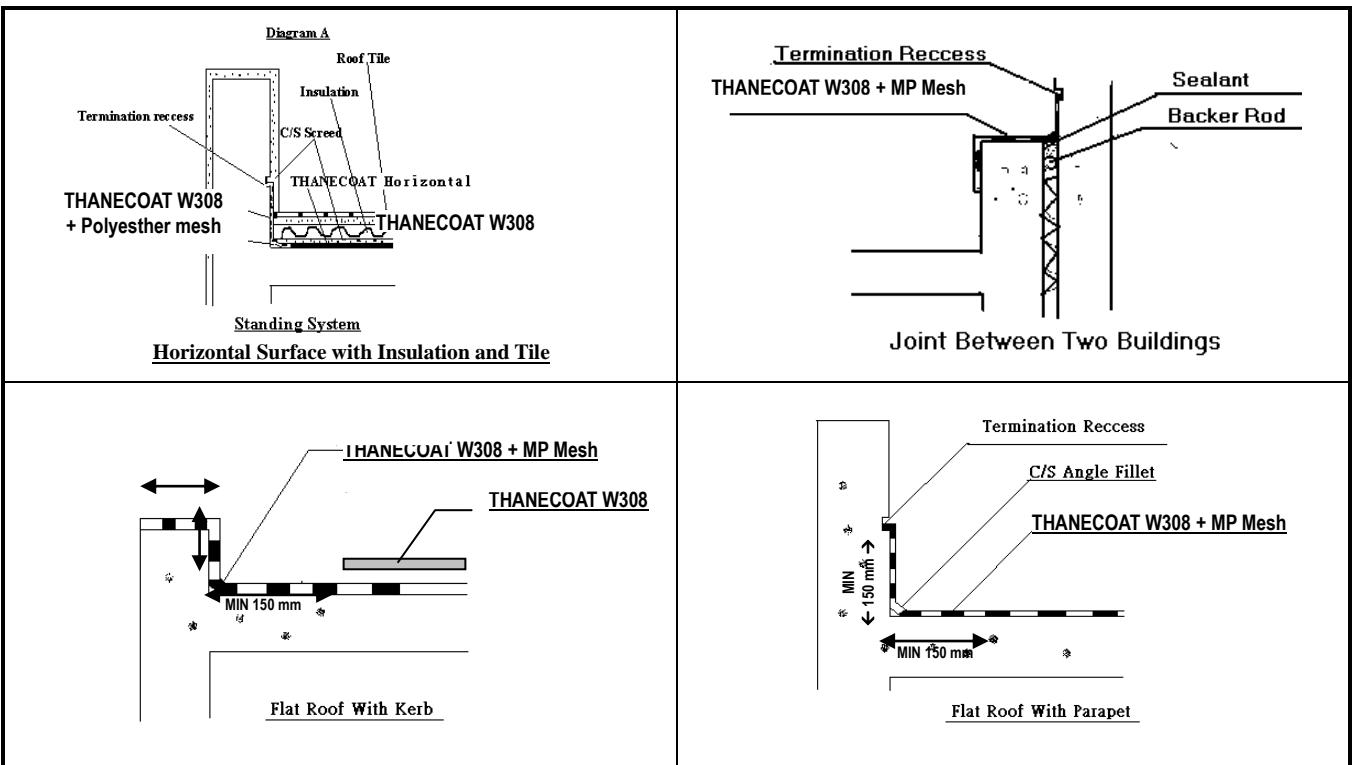 Diagram A
Roof Tile
Insulation
Termination reccess
C/S Screed
THANECOAT Horizontal
THANECOAT W308
+ Polyesther mesh
THANECOAT W308
Standing System
Horizontal Surface with Insulation and Tile
Termination Reccess
THANECOAT W308 + MP Mesh
Sealant
Backer Rod
Joint Between Two Buildings
THANECOAT W308 + MP Mesh
THANECOAT W308
MIN 150 mm
Flat Roof With Kerb
Termination Reccess
C/S Angle Fillet
THANECOAT W308 + MP Mesh
MIN
150 mm
MIN 150 mm
Flat Roof With Parapet